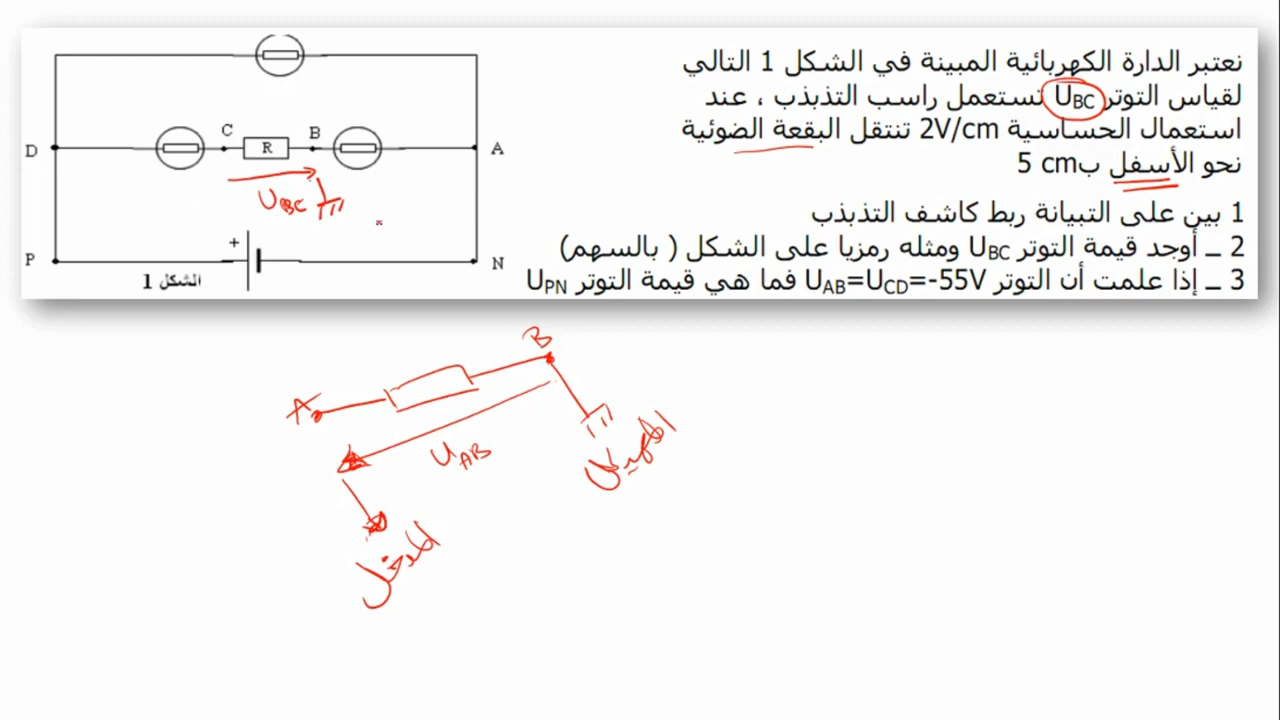 نعتبر الدارة الكهربائية المبينة في الشكل 1 التالي
لقياس التوتر UBC تستعمل راسب التذبذب ، عند
استعمال الحساسية 2V/cm تنتقل البقعة الضوئية
نحو الأسفل ب5 cm
1 بين على التبيانة ربط كاشف التذبذب
2 ــ أوجد قيمة التوتر UBC ومثله رمزيا على الشكل ( بالسهم)
3 ــ إذا علمت أن التوتر UAB=UCD=-55V فما هي قيمة التوتر UPN
D
C
R
B
A
UBC
P
+
N
الشكل 1
A
B
UAB
الهيكل
المدخل